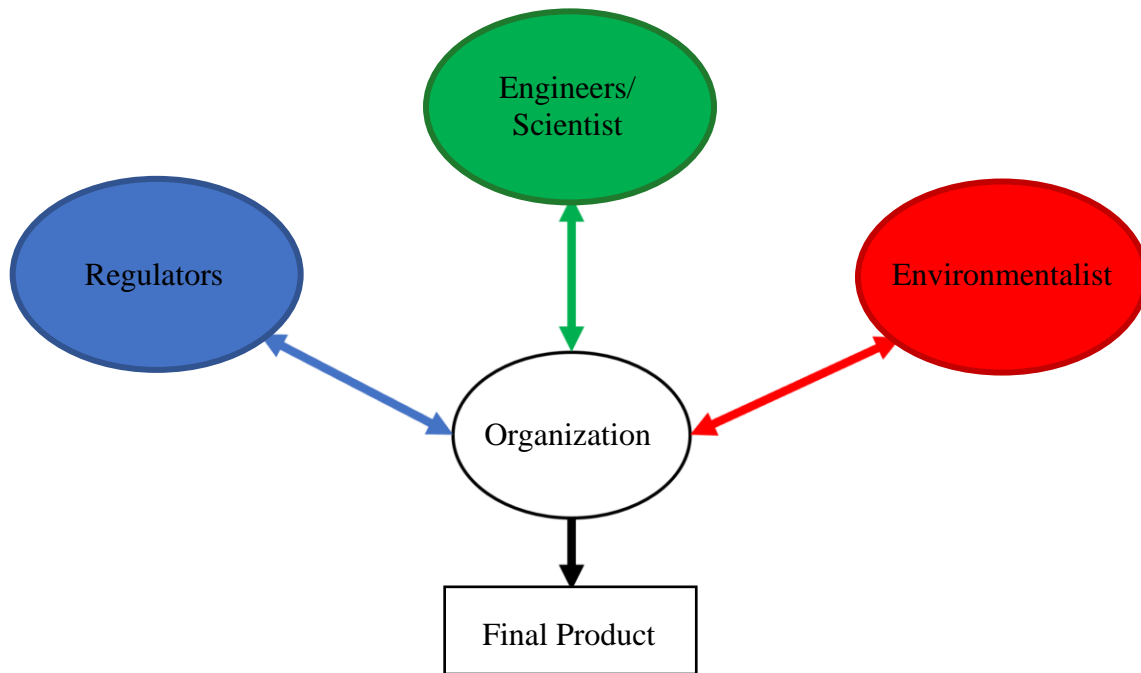 Engineers/
Scientist
Regulators
Environmentalist
Organization
Final Product